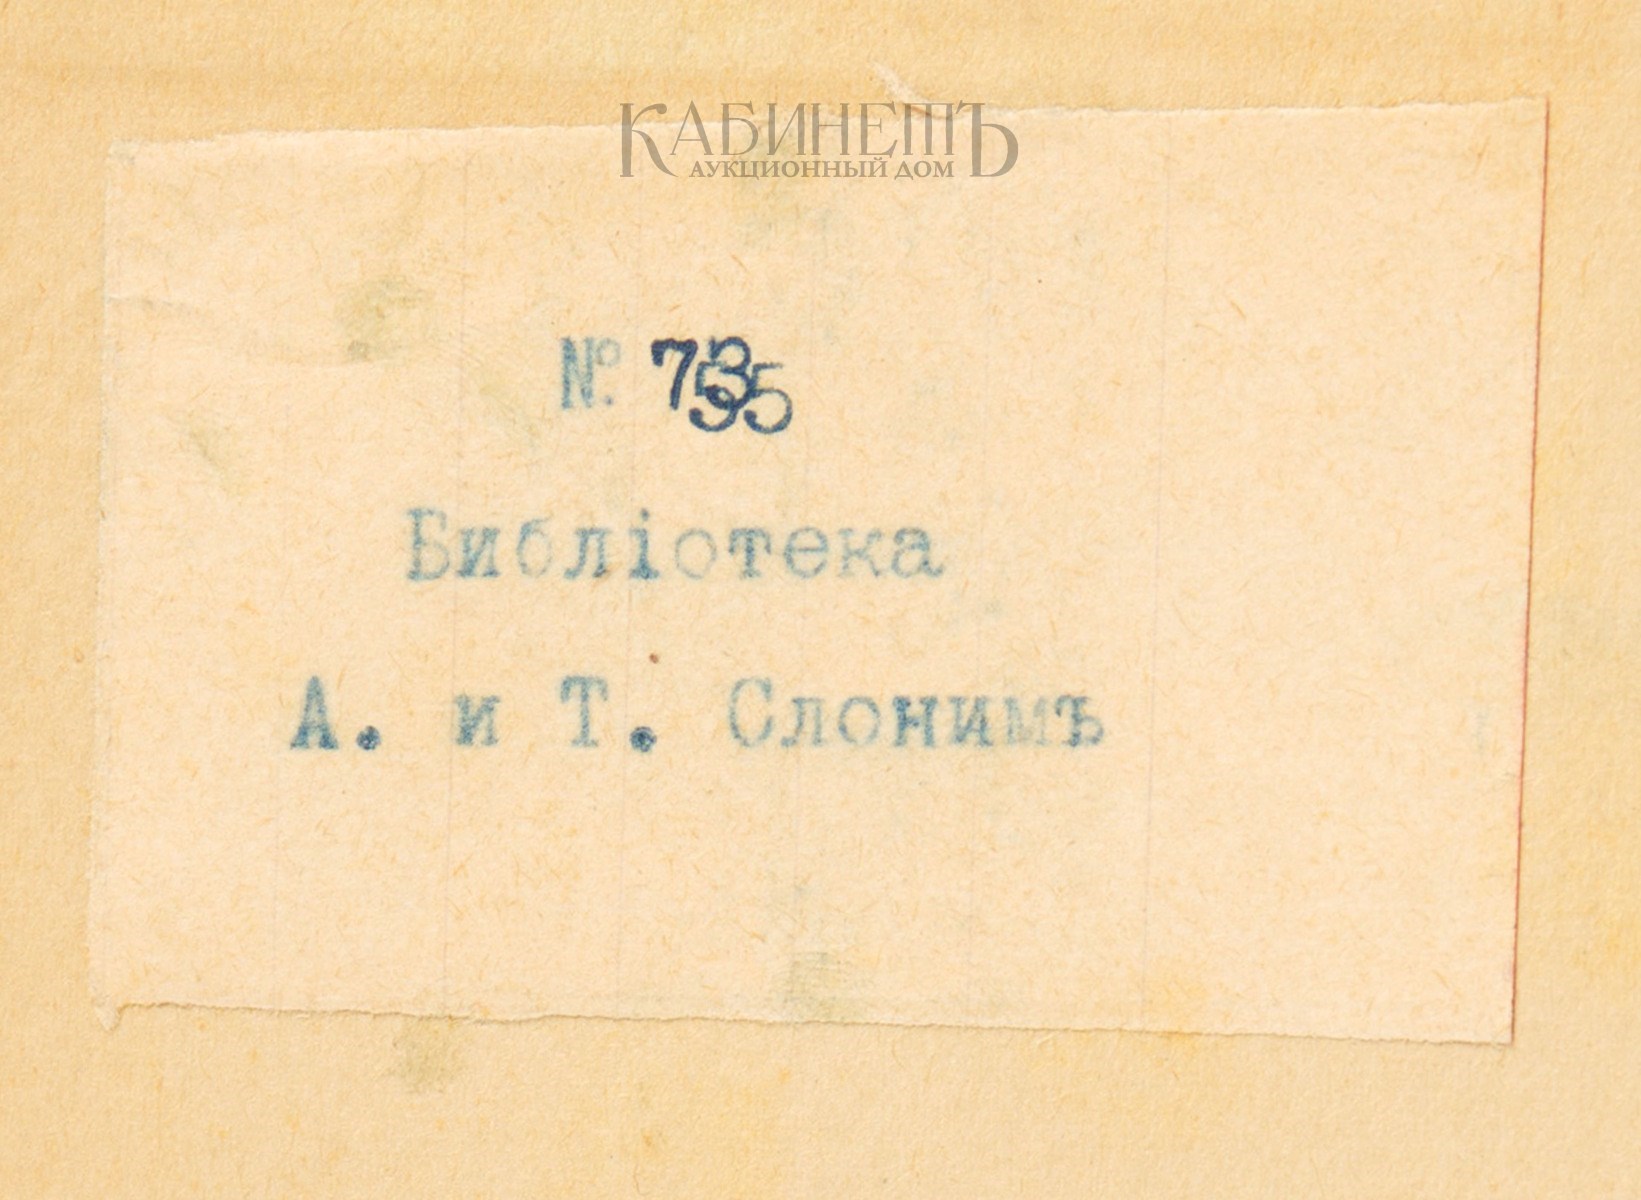 КАБИНЕТЪ
АУКЦИОННЫЙ ДОМ
№
Библіотека
А. и Т. Слонимъ